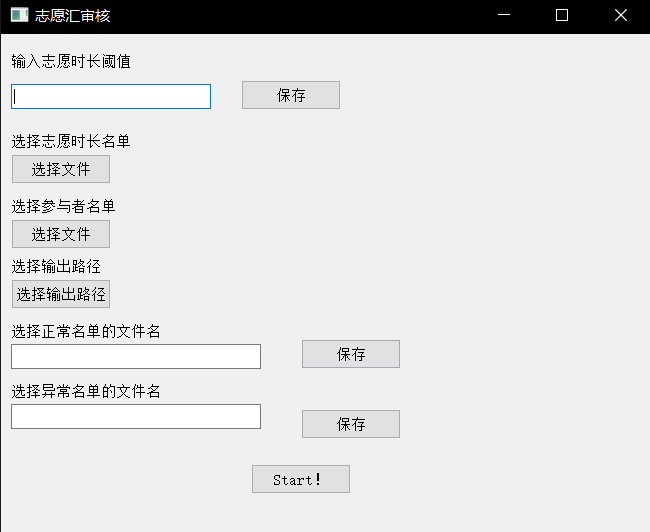 志愿汇审核
输入志愿时长阈值
保存
选择志愿时长名单
选择文件
选择参与者名单
选择文件
选择输出路径
选择输出路径
选择正常名单的文件名
保存
选择异常名单的文件名
保存
Start!